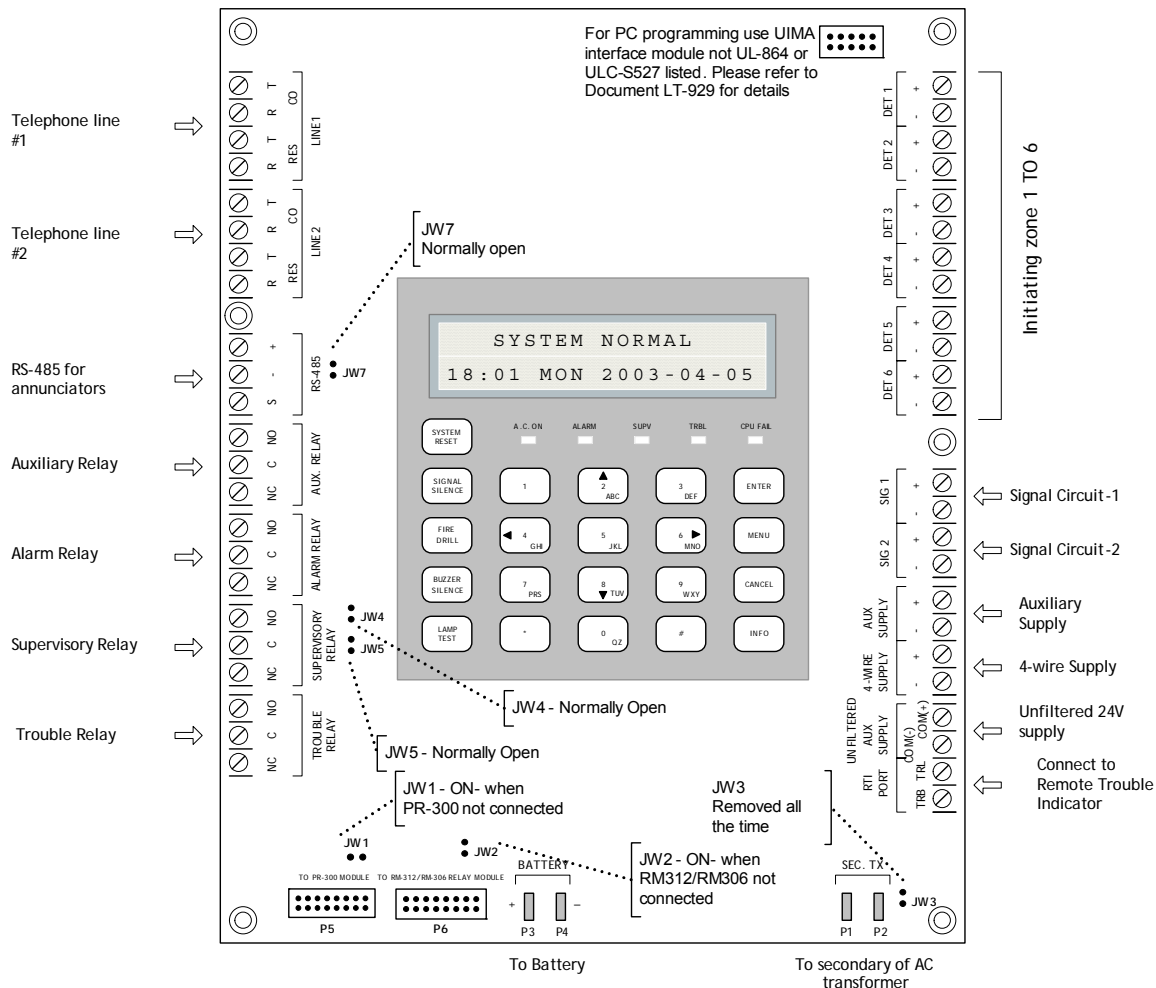 For PC programming use UIMA
interface module not UL-864 or
ULC-S527 listed. Please refer to
Document LT-929 for details
Telephone line
#1
T
R
T
R
CO
RES
LINE1
Telephone line
#2
T
R
T
R
CO
RES
LINE2
JW7
Normally open
RS-485 for
annunciators
+
-
S
RS-485
JW7
Auxiliary Relay
NO
C
NC
AUX. RELAY
Alarm Relay
NO
C
NC
ALARM RELAY
Supervisory Relay
NO
C
NC
SUPERVISORY
RELAY
JW4
JW5
Trouble Relay
NO
C
NC
TROUBLE
RELAY
SYSTEM NORMAL
18:01 MON 2003-04-05
A.C. ON
ALARM
SUPV
TRBL
CPU FAIL
SYSTEM
RESET
SIGNAL
SILENCE
1
2
ABC
3
DEF
ENTER
FIRE
DRILL
4
GHI
5
JKL
6
MNO
MENU
BUZZER
SILENCE
7
PRS
8
TUV
9
WXY
CANCEL
LAMP
TEST
*
0
QZ
#
INFO
DET 1
+
-
DET 2
+
-
DET 3
+
-
DET 4
+
-
DET 5
+
-
DET 6
+
-
Initiating zone 1 TO 6
SIG 1
+
-
Signal Circuit-1
SIG 2
+
-
Signal Circuit-2
AUX
SUPPLY
+
-
Auxiliary
Supply
4-WIRE
SUPPLY
+
-
4-wire Supply
UNFILTERED
AUX
SUPPLY
COM(-)
COM(+)
Unfiltered 24V
supply
RTI
PORT
TRB
TRL
Connect to
Remote Trouble
Indicator
JW4 - Normally Open
JW5 - Normally Open
JW1 - ON- when
PR-300 not connected
JW3
Removed all
the time
JW2 - ON- when
RM312/RM306 not
connected
JW1
JW2
TO PR-300 MODULE
TO RM-312/RM-306 RELAY MODULE
BATTERY
+
–
SEC. TX
JW3
P5
P6
P3
P4
P1
P2
To Battery
To secondary of AC
transformer